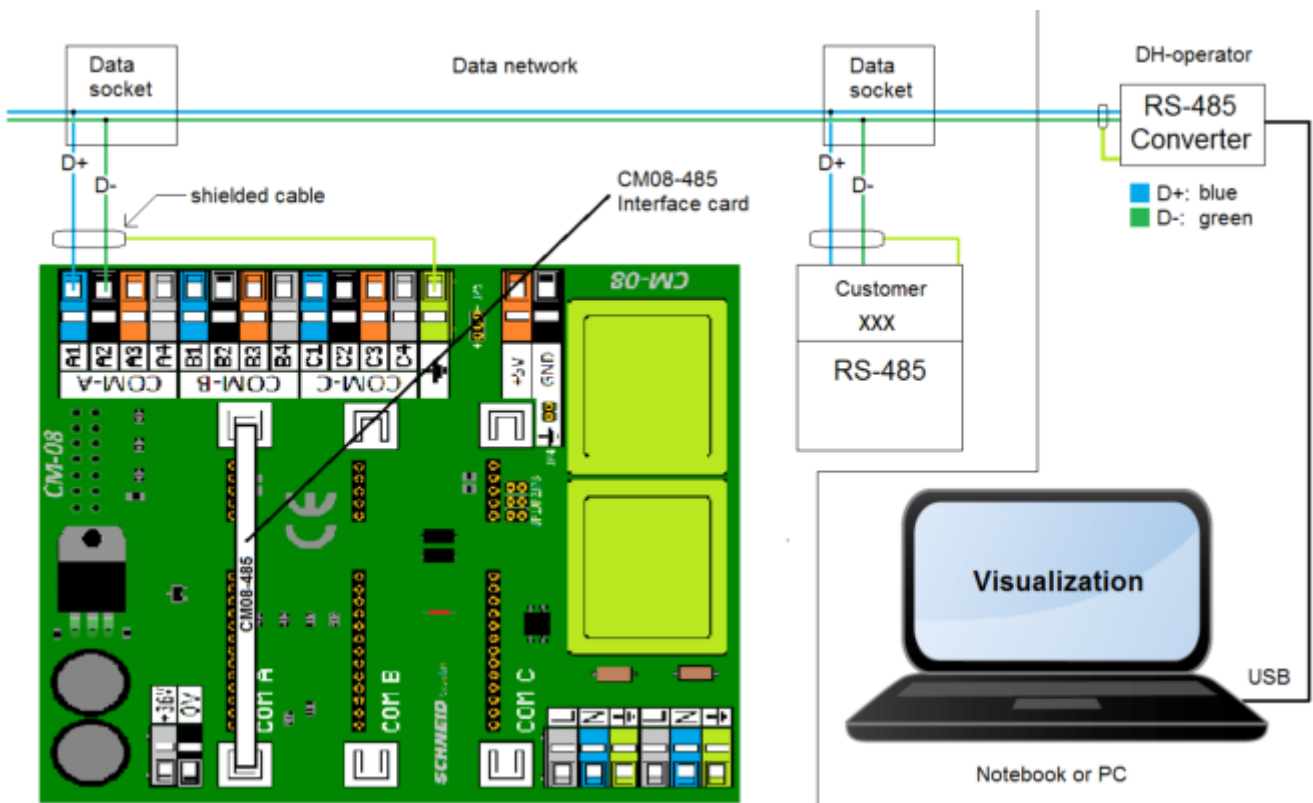 Data
socket
Data network
Data
socket
DH-operator
RS-485
Converter
D+
D-
shielded cable
CM08-485
Interface card
D+
D-
D+: blue
D-: green
CM-08
A1 A2 A3 A4 B1 B2 B3 B4 C1 C2 C3 C4
COM-A COM-B COM-C
+5V GND
JP4
Customer
XXX
RS-485
CM-08
CE
CM08-485
COM A
COM B
COM C
SCHNEID
+36V 0V
L N L N
Visualization
USB
Notebook or PC